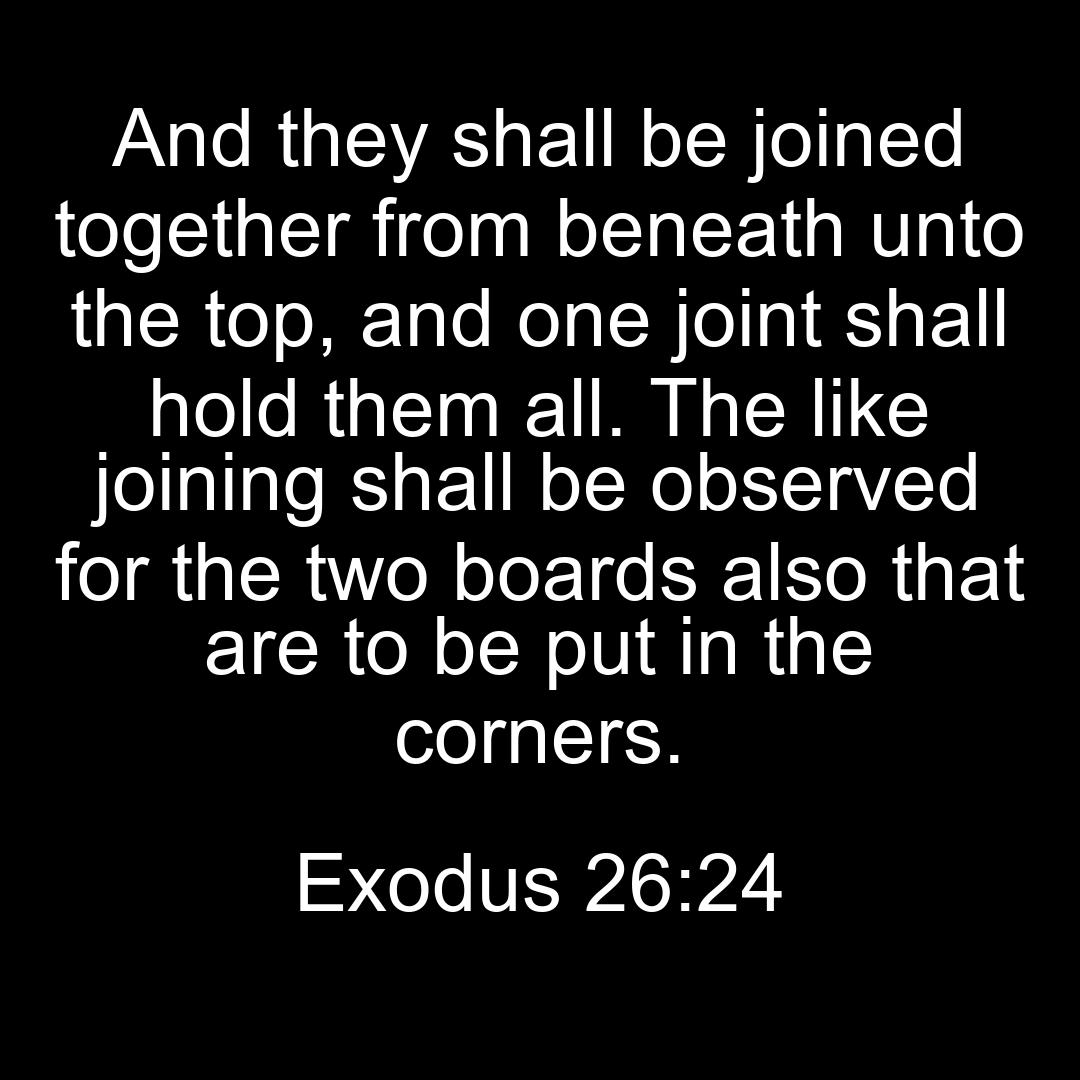 And they shall be joined
together from beneath unto
the top, and one joint shall
hold them all. The like
joining shall be observed
for the two boards also that
are to be put in the
corners.
Exodus 26:24